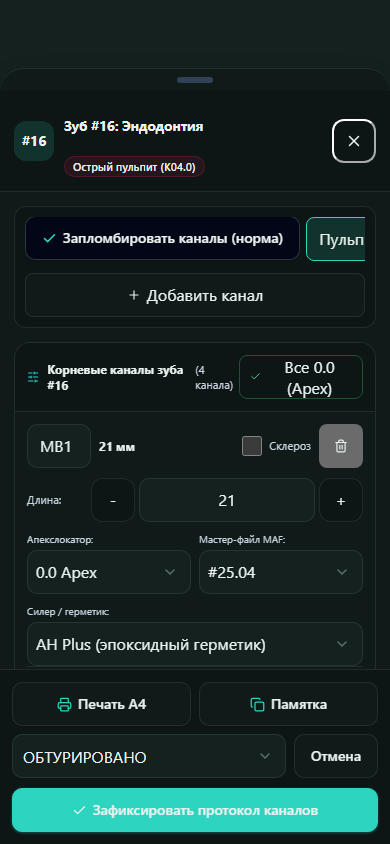 #16
Зуб #16: Эндодонтия
Острый пульпит (K04.0)
Запломбировать каналы (норма)
Пульп
+ Добавить канал
Корневые каналы зуба
#16
(4
канала)
Все 0.0
(Apex)
MB1
21 мм
Склероз
Длина:
-
21
+
Апекслокатор:
Мастер-файл MAF:
0.0 Apex
#25.04
Силер / герметик:
AH Plus (эпоксидный герметик)
Печать А4
Памятка
ОБТУРИРОВАНО
Отмена
Зафиксировать протокол каналов